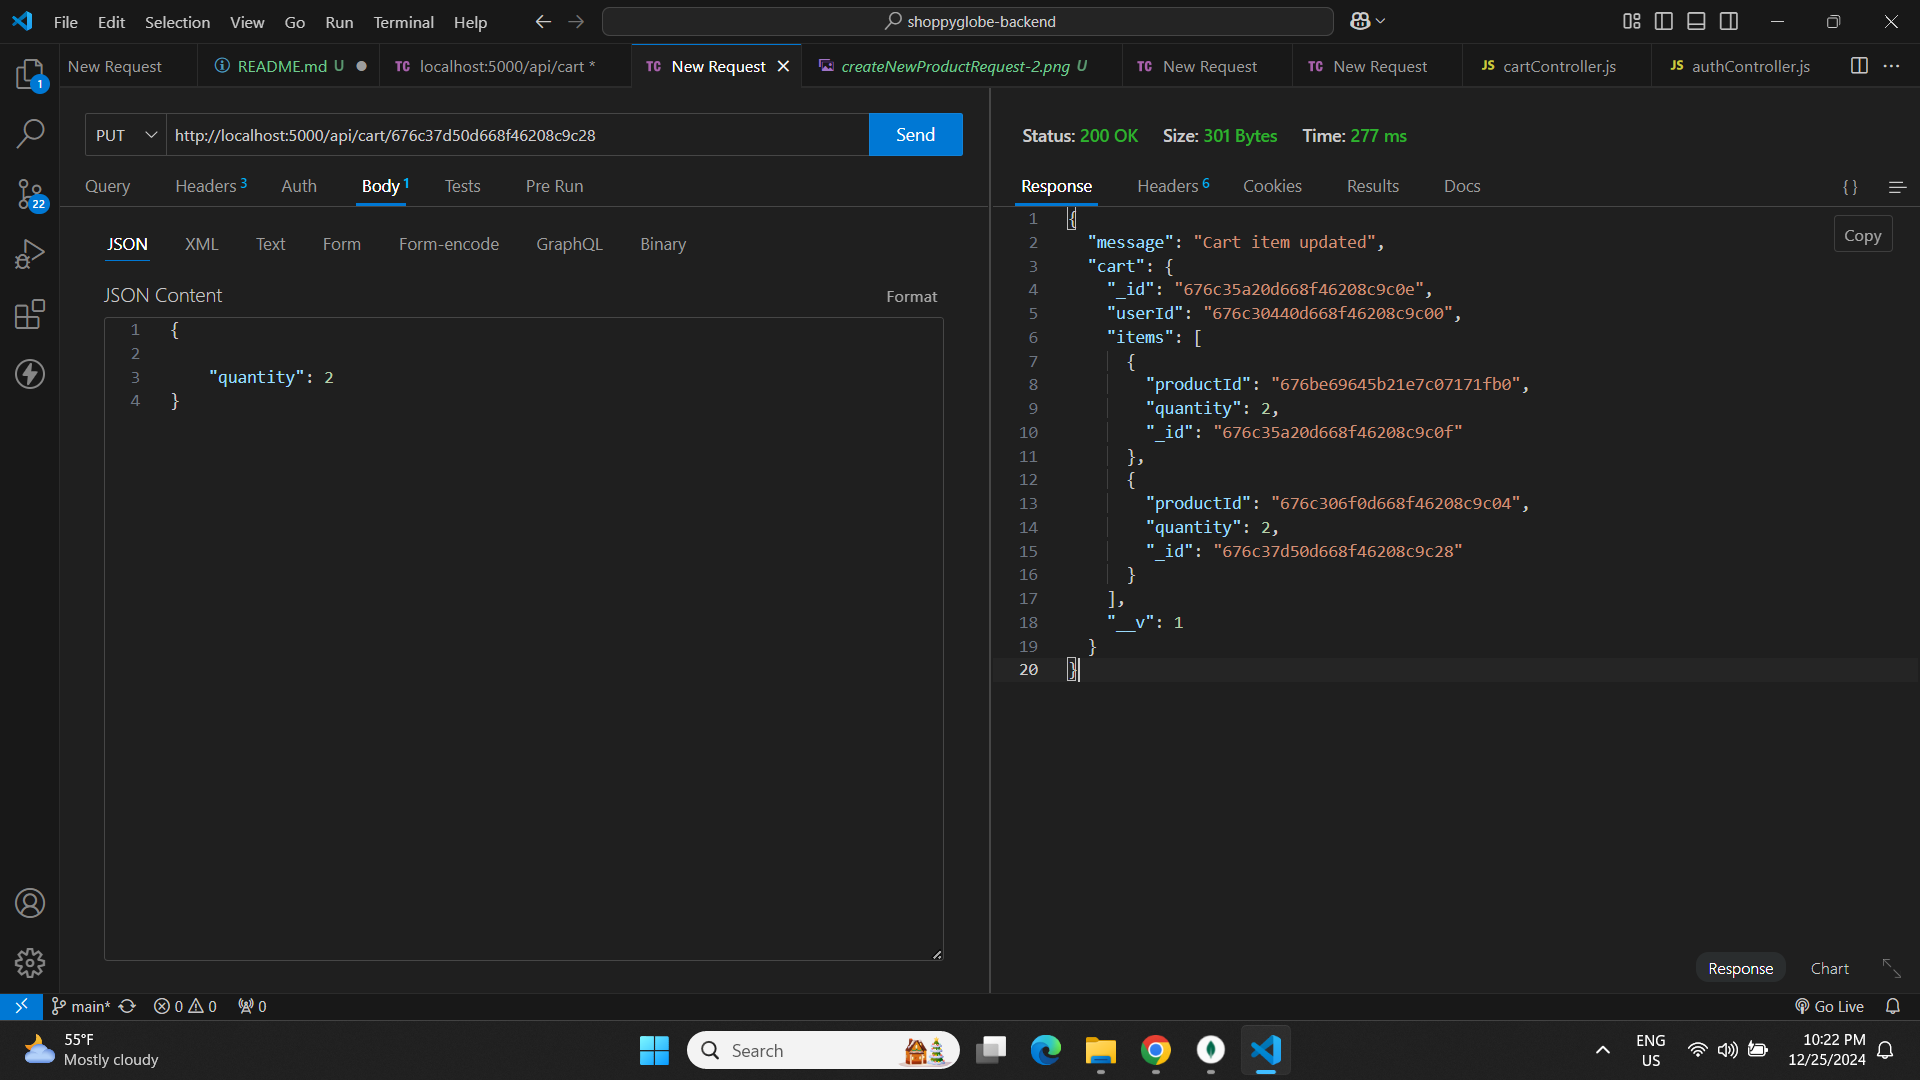 File Edit Selection View Go Run Terminal Help
shoppyglobe-backend
New Request
README.md U
TC localhost:5000/api/cart *
TC New Request
createNewProductRequest-2.png U
TC New Request
TC New Request
JS cartController.js
JS authController.js
1
22
PUT http://localhost:5000/api/cart/676c37d50d668f46208c9c28 Send
Query Headers 3 Auth Body 1 Tests Pre Run
JSON XML Text Form Form-encode GraphQL Binary
JSON Content Format
1 {
2
3 "quantity": 2
4 }
Status: 200 OK Size: 301 Bytes Time: 277 ms
Response Headers 6 Cookies Results Docs {}
Copy
1 {
2 "message": "Cart item updated",
3 "cart": {
4 "_id": "676c35a20d668f46208c9c0e",
5 "userId": "676c30440d668f46208c9c00",
6 "items": [
7 {
8 "productId": "676be69645b21e7c07171fb0",
9 "quantity": 2,
10 "_id": "676c35a20d668f46208c9c0f"
11 },
12 {
13 "productId": "676c306f0d668f46208c9c04",
14 "quantity": 2,
15 "_id": "676c37d50d668f46208c9c28"
16 }
17 ],
18 "__v": 1
19 }
20 }
Response Chart
main* 0 0 0
Go Live
55°F
Mostly cloudy
Search
ENG
US
10:22 PM
12/25/2024